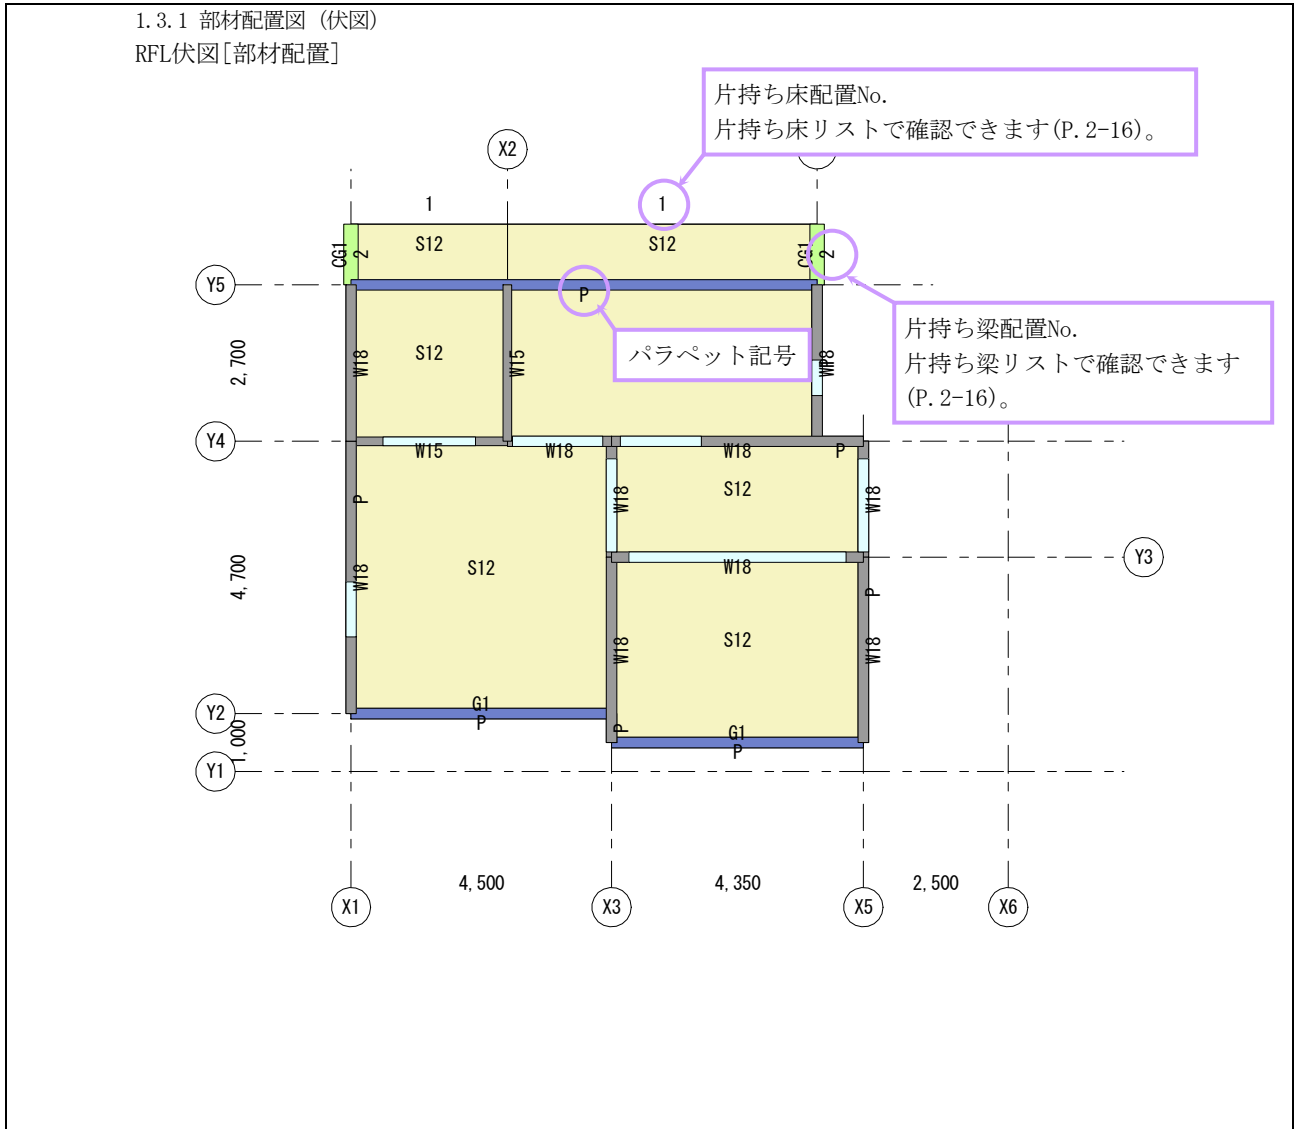 1.3.1 部材配置図 (伏図)
RFL伏図[部材配置]
片持ち床配置No.
片持ち床リストで確認できます(P.2-16)。
X2
1
1
CG1
2
S12
S12
CG1
2
Y5
P
片持ち梁配置No.
片持ち梁リストで確認できます
(P.2-16)。
パラペット記号
2,700
W18
S12
W15
Y4
W15
W18
W18
P
P
W18
S12
W18
4,700
W18
S12
W18
Y3
P
W18
S12
W18
Y2
G1
P
P
G1
P
1,000
Y1
4,500
4,350
2,500
X1
X3
X5
X6